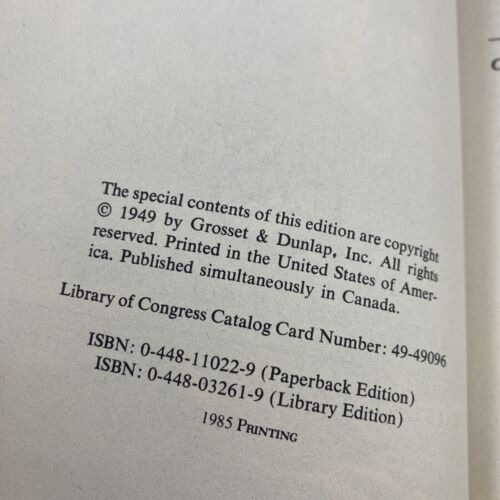 The special contents of this edition are copyright
© 1949 by Grosset & Dunlap, Inc. All rights
reserved. Printed in the United States of Amer-
ica. Published simultaneously in Canada.
Library of Congress Catalog Card Number: 49-49096
ISBN: 0-448-11022-9 (Paperback Edition)
ISBN: 0-448-03261-9 (Library Edition)
1985 PRINTING